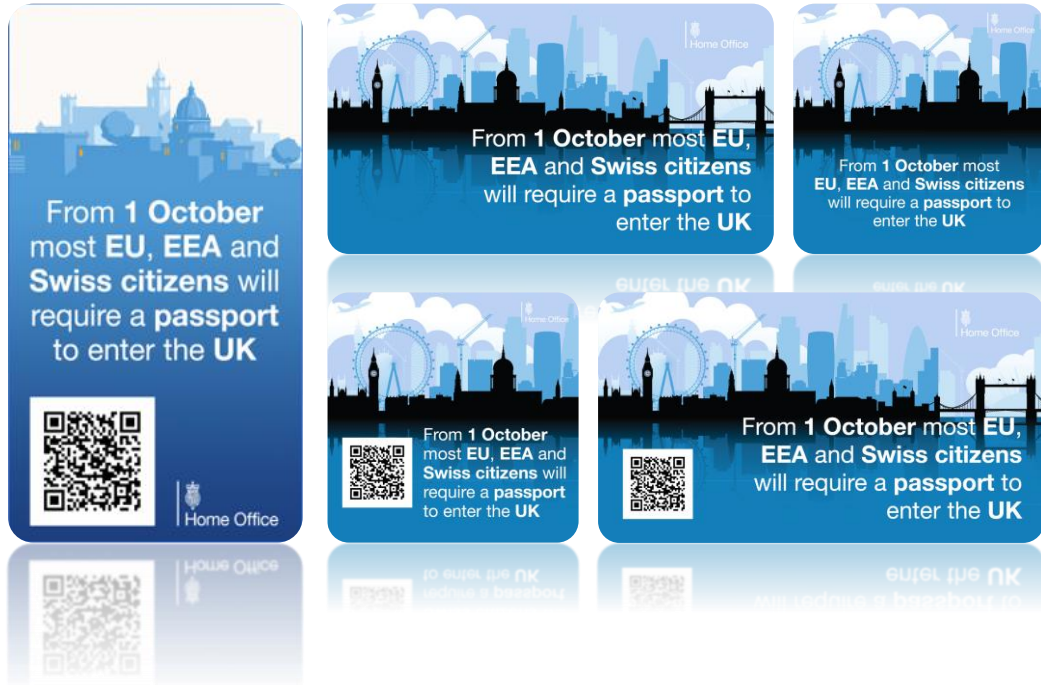 From 1 October
most EU, EEA and
Swiss citizens will
require a passport
to enter the UK
Home Office
Home Office
From 1 October most EU,
EEA and Swiss citizens
will require a passport to
enter the UK
Home Office
From 1 October most
EU, EEA and Swiss citizens
will require a passport to
enter the UK
Home Office
From 1 October
most EU, EEA and
Swiss citizens will
require a passport
to enter the UK
Home Office
From 1 October most EU,
EEA and Swiss citizens
will require a passport to
enter the UK